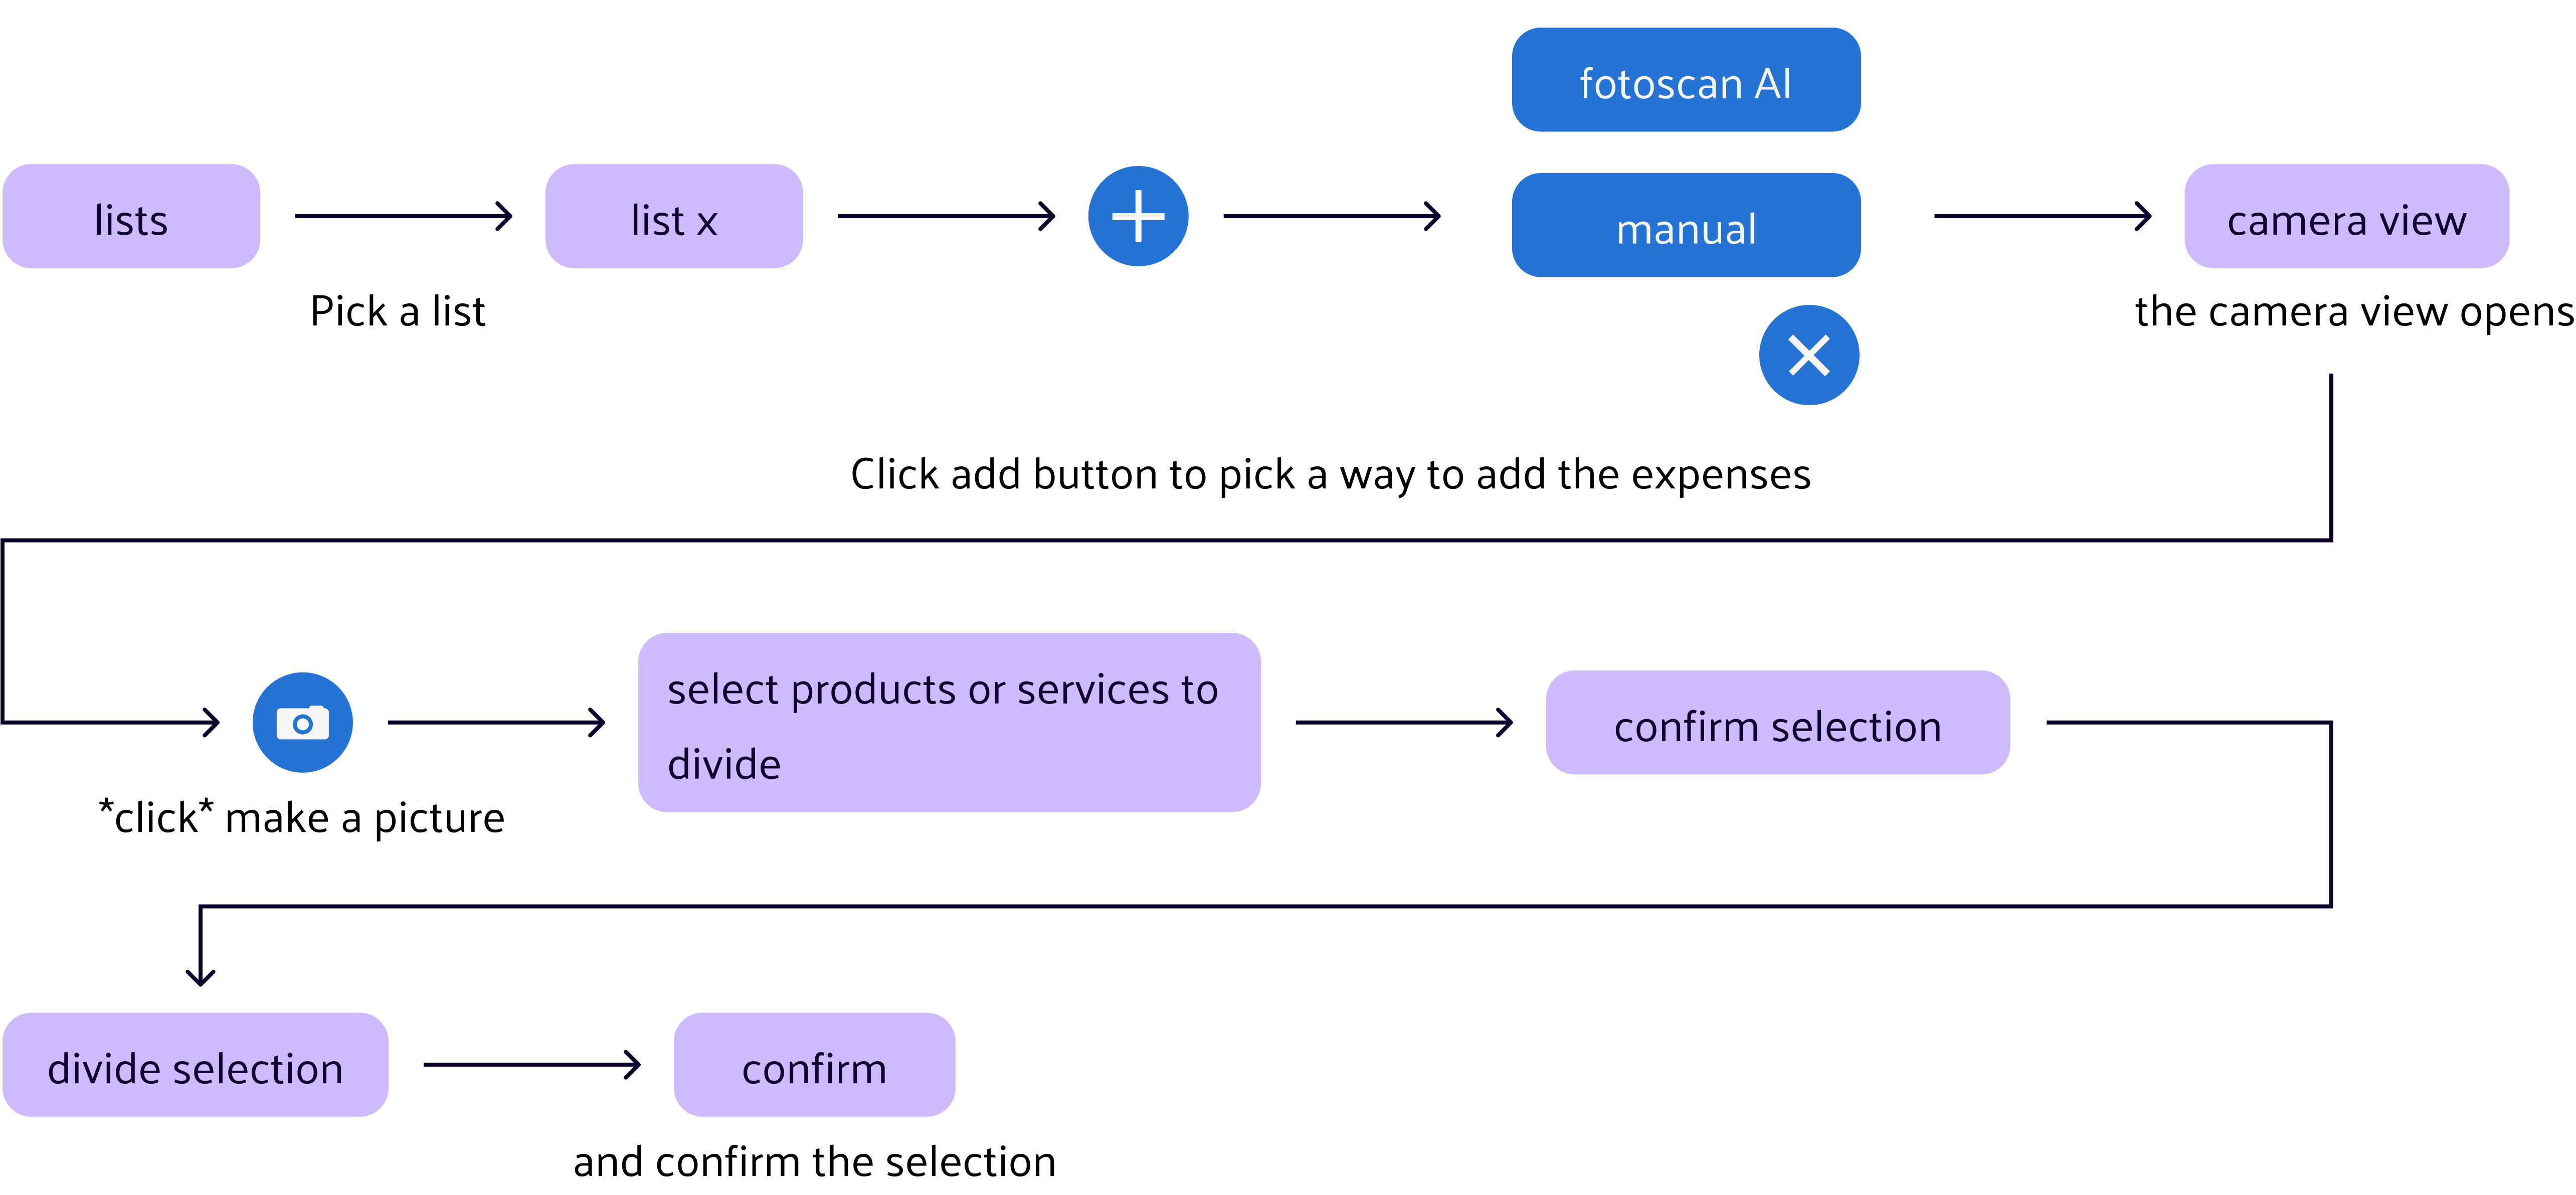 fotoscan AI
lists
list x
manual
camera view
Pick a list
the camera view opens
Click add button to pick a way to add the expenses
select products or services to
divide
confirm selection
*click* make a picture
divide selection
confirm
and confirm the selection